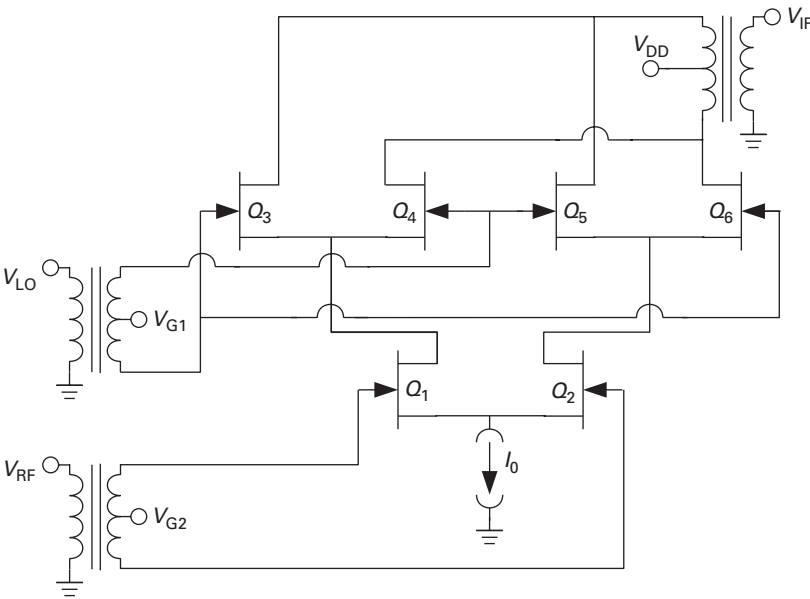 V_IF
V_DD
Q_3
Q_4
Q_5
Q_6
V_LO
V_G1
Q_1
Q_2
V_RF
V_G2
I_0